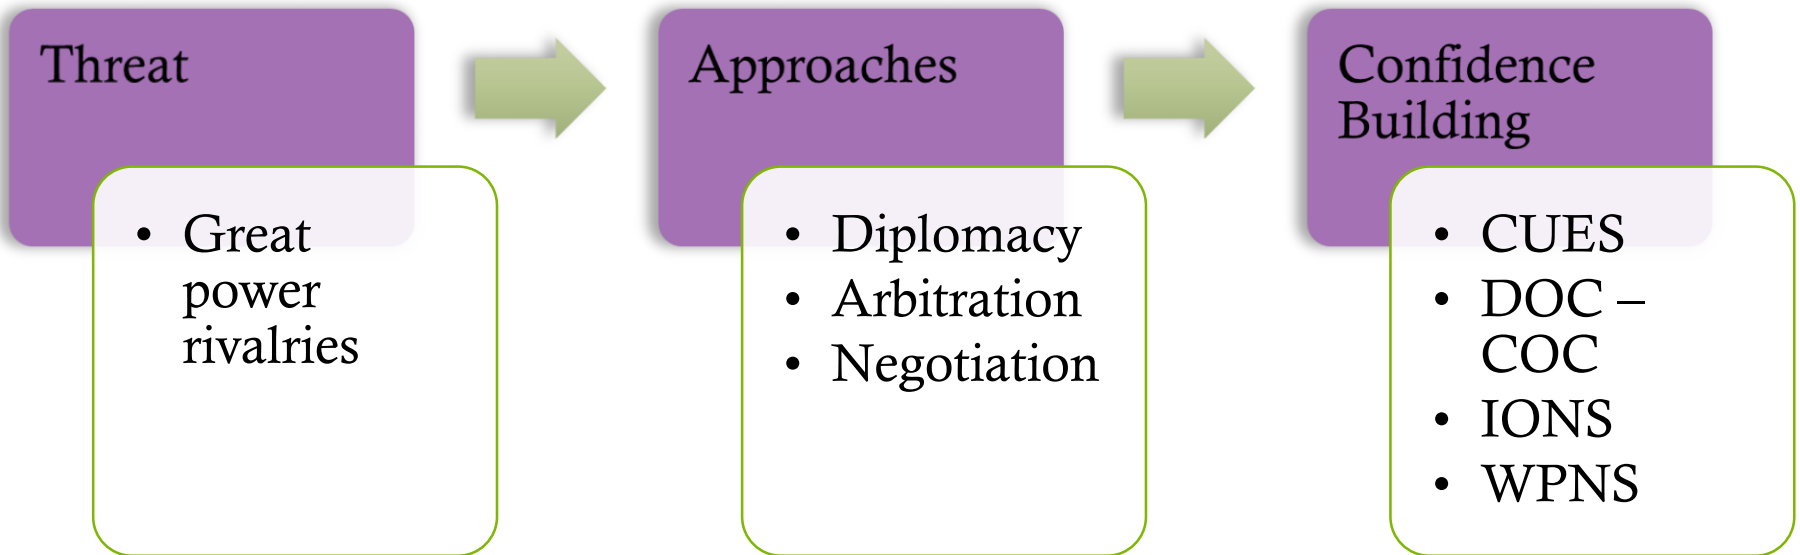 Threat
• Great
power
rivalries
Approaches
• Diplomacy
• Arbitration
• Negotiation
Confidence
Building
• CUES
• DOC –
COC
• IONS
• WPNS